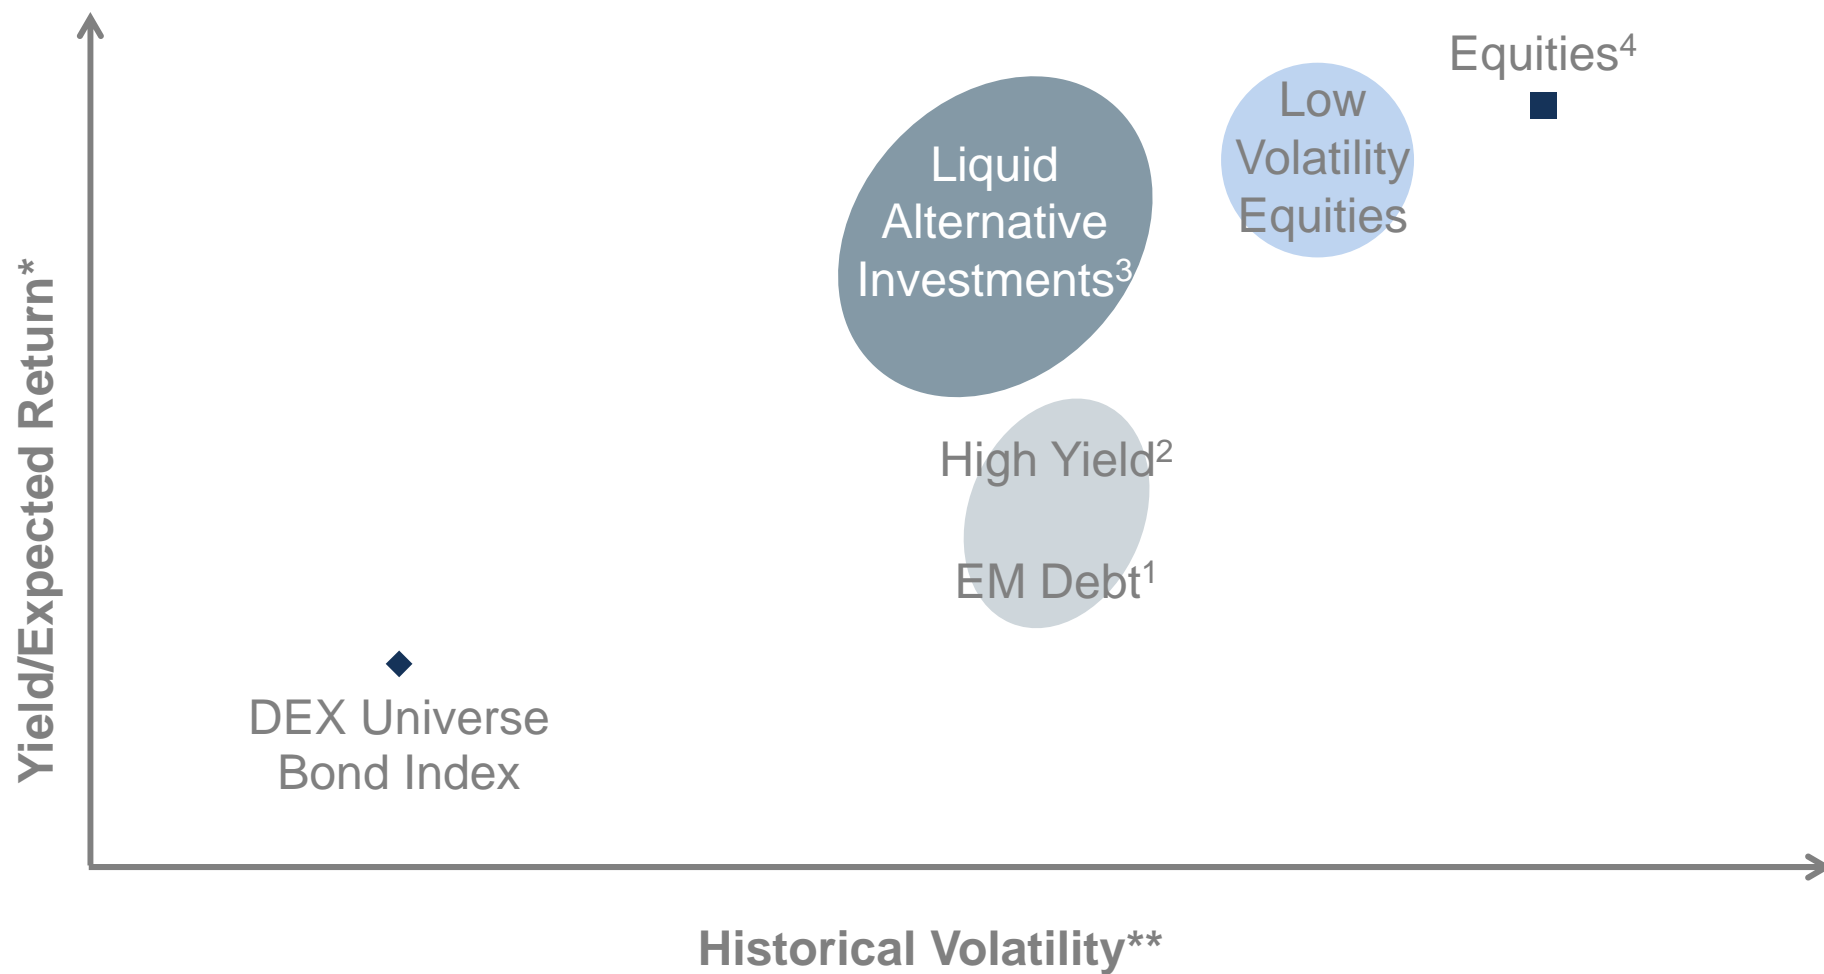 Equities4
Low
Volatility
Equities
Liquid
Alternative
Investments3
High Yield2
EM Debt1
DEX Universe
Bond Index
Yield/Expected Return*
Historical Volatility**